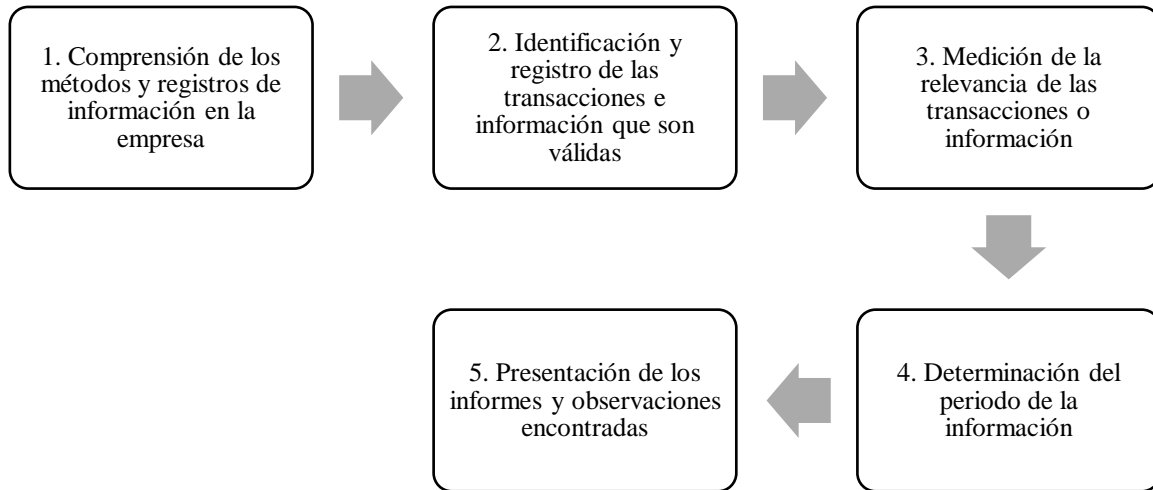 1. Comprensión de los
métodos y registros de
información en la
empresa
2. Identificación y
registro de las
transacciones e
información que son
válidas
3. Medición de la
relevancia de las
transacciones o
información
4. Determinación del
periodo de la
información
5. Presentación de los
informes y observaciones
encontradas